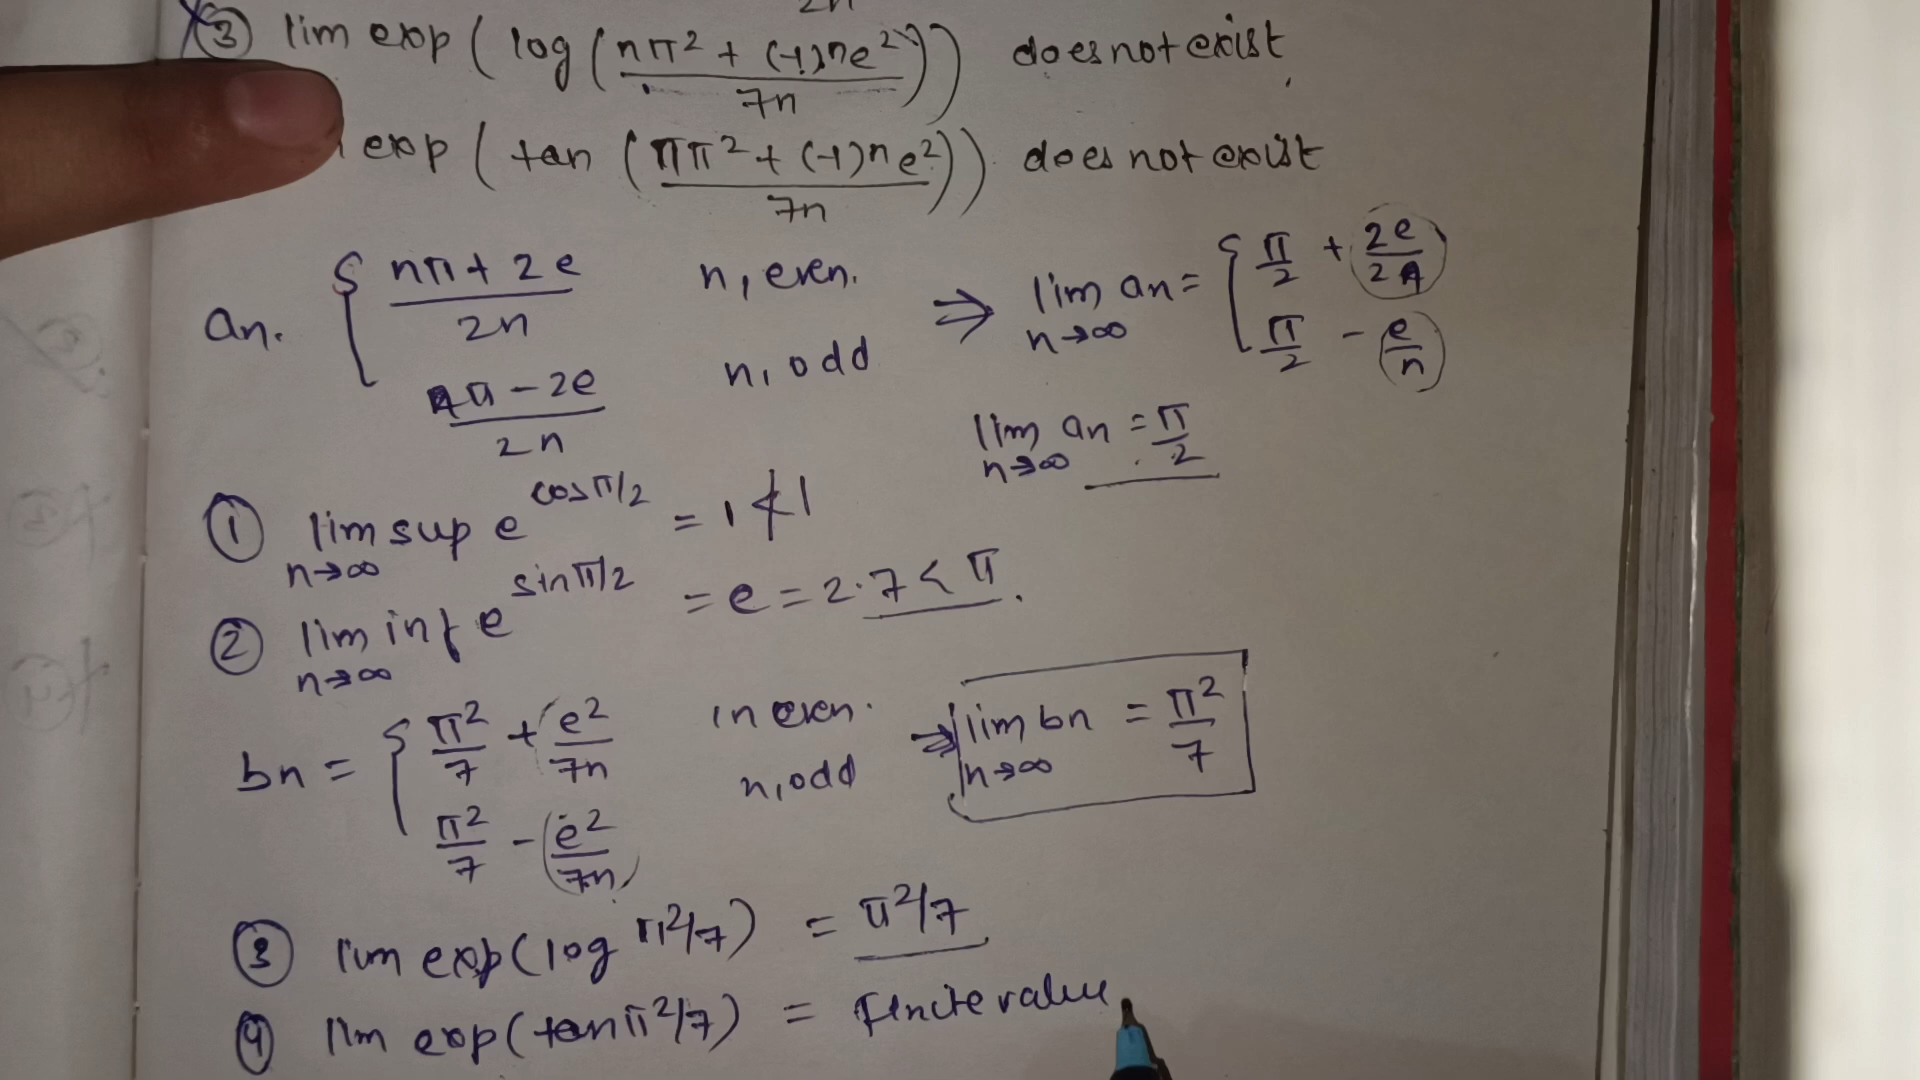 2n
③ lim exp ( log ( nπ² + (-1)ⁿe² / 7n ) ) does not exist
exp ( tan ( nπ² + (-1)ⁿ e² / 7n ) ) does not exist
an. { nπ + 2e / 2n n, even. ⇒ lim n→∞ an = { π/2 + 2e/2n
nπ - 2e / 2n n, odd π/2 - e/n
lim n→∞ an = π/2
① lim sup n→∞ e^cos π/2 = 1 ≮ 1
② lim inf n→∞ e^sin π/2 = e = 2.7 < π.
bn = { π²/7 + e²/7n in even. ⇒ lim n→∞ bn = π²/7
π²/7 - e²/7n n, odd
③ lim exp(log π²/7) = π²/7
④ lim exp(tan π²/7) = Finite value